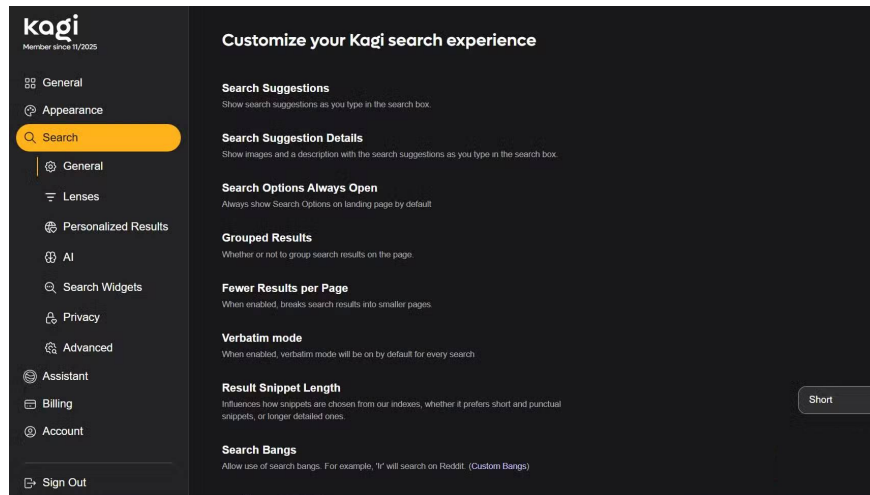 kagi
Member since 11/2025
General
Appearance
Search
General
Lenses
Personalized Results
AI
Search Widgets
Privacy
Advanced
Assistant
Billing
Account
Sign Out
Customize your Kagi search experience
Search Suggestions
Show search suggestions as you type in the search box.
Search Suggestion Details
Show images and a description with the search suggestions as you type in the search box.
Search Options Always Open
Always show Search Options on landing page by default
Grouped Results
Whether or not to group search results on the page.
Fewer Results per Page
When enabled, breaks search results into smaller pages.
Verbatim mode
When enabled, verbatim mode will be on by default for every search
Result Snippet Length
Influences how snippets are chosen from our indexes, whether it prefers short and punctual
snippets, or longer detailed ones.
Short
Search Bangs
Allow use of search bangs. For example, '!r' will search on Reddit. (Custom Bangs)